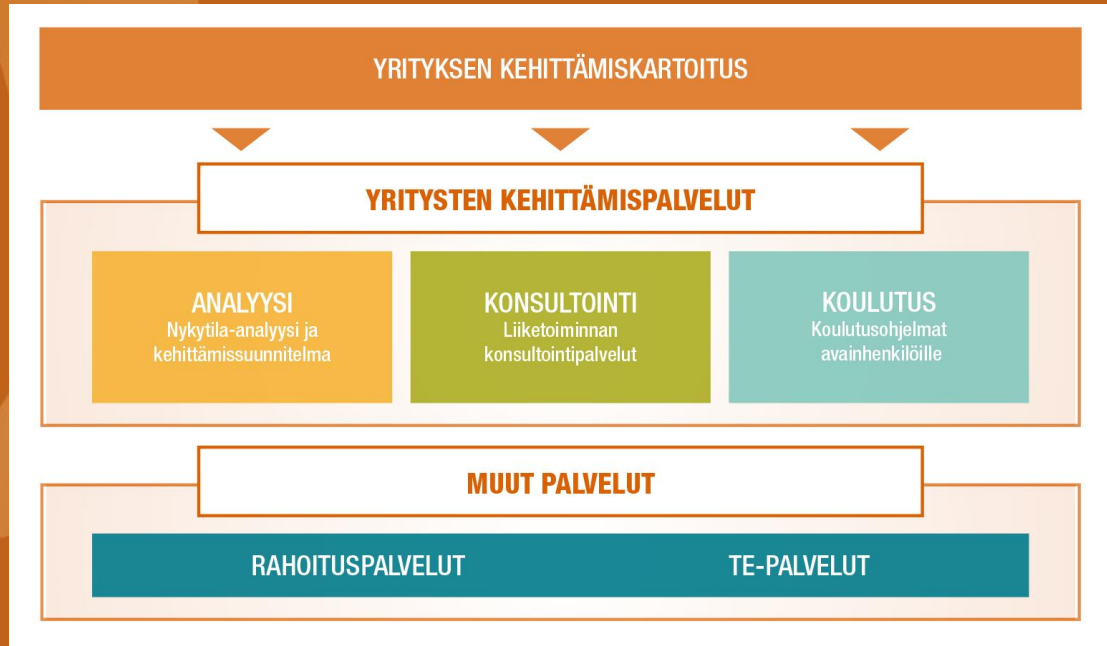 YRITYKSEN KEHITTÄMISKARTOITUS
YRITYSTEN KEHITTÄMISPALVELUT
ANALYYSI
Nykytila-analyysi ja
kehittämissuunnitelma
KONSULTOINTI
Liiketoiminnan
konsultointipalvelut
KOULUTUS
Koulutusohjelmat
avainhenkilöille
MUUT PALVELUT
RAHOITUSPALVELUT
TE-PALVELUT